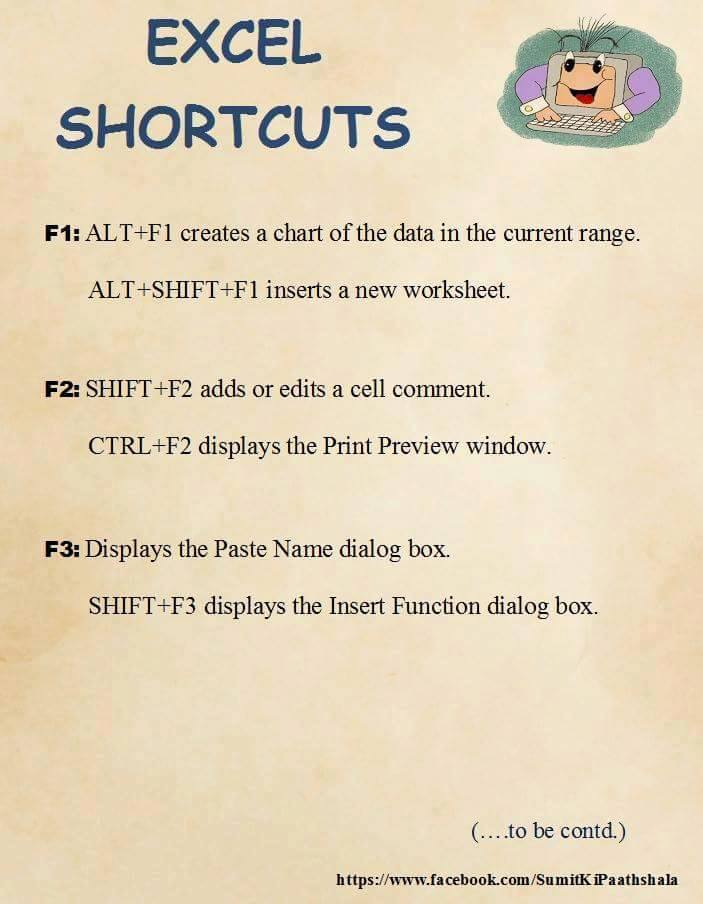 EXCEL
SHORTCUTS
F1: ALT+F1 creates a chart of the data in the current range.
ALT+SHIFT+F1 inserts a new worksheet.
F2: SHIFT+F2 adds or edits a cell comment.
CTRL+F2 displays the Print Preview window.
F3: Displays the Paste Name dialog box.
SHIFT+F3 displays the Insert Function dialog box.
(….to be contd.)
https://www.facebook.com/SumitKiPaathshala